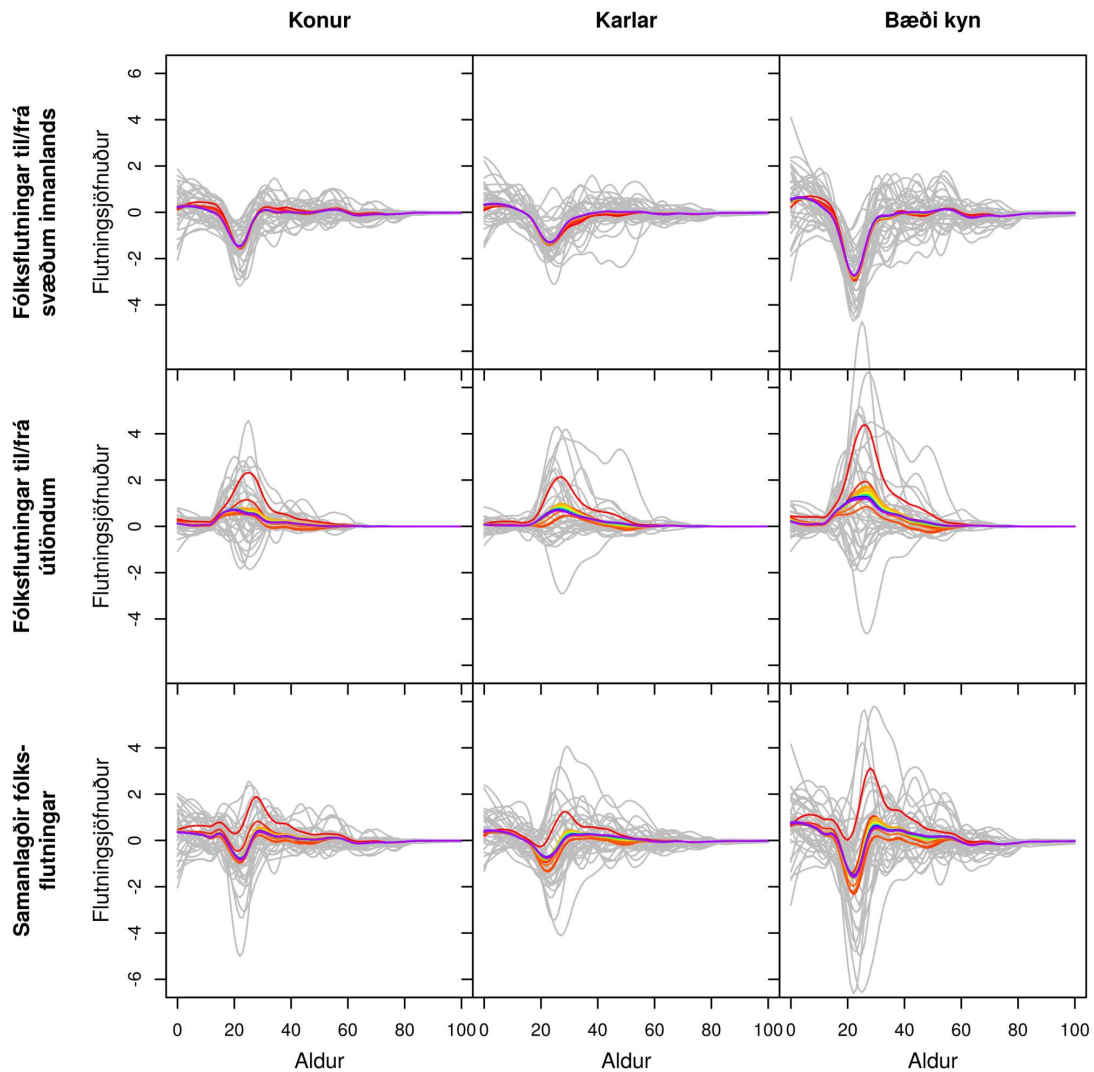 Konur
Karlar
Bæði kyn
Fólksflutningar til/frá
svæðum innanlands
Flutningsjöfnuður
6
4
2
0
-2
-4
Fólksflutningar til/frá
útlöndum
Flutningsjöfnuður
4
2
0
-2
-4
Samanlagðir fólks-
flutningar
Flutningsjöfnuður
4
2
0
-2
-4
-6
0 20 40 60 80 100 0 20 40 60 80 100 0 20 40 60 80 100
Aldur Aldur Aldur